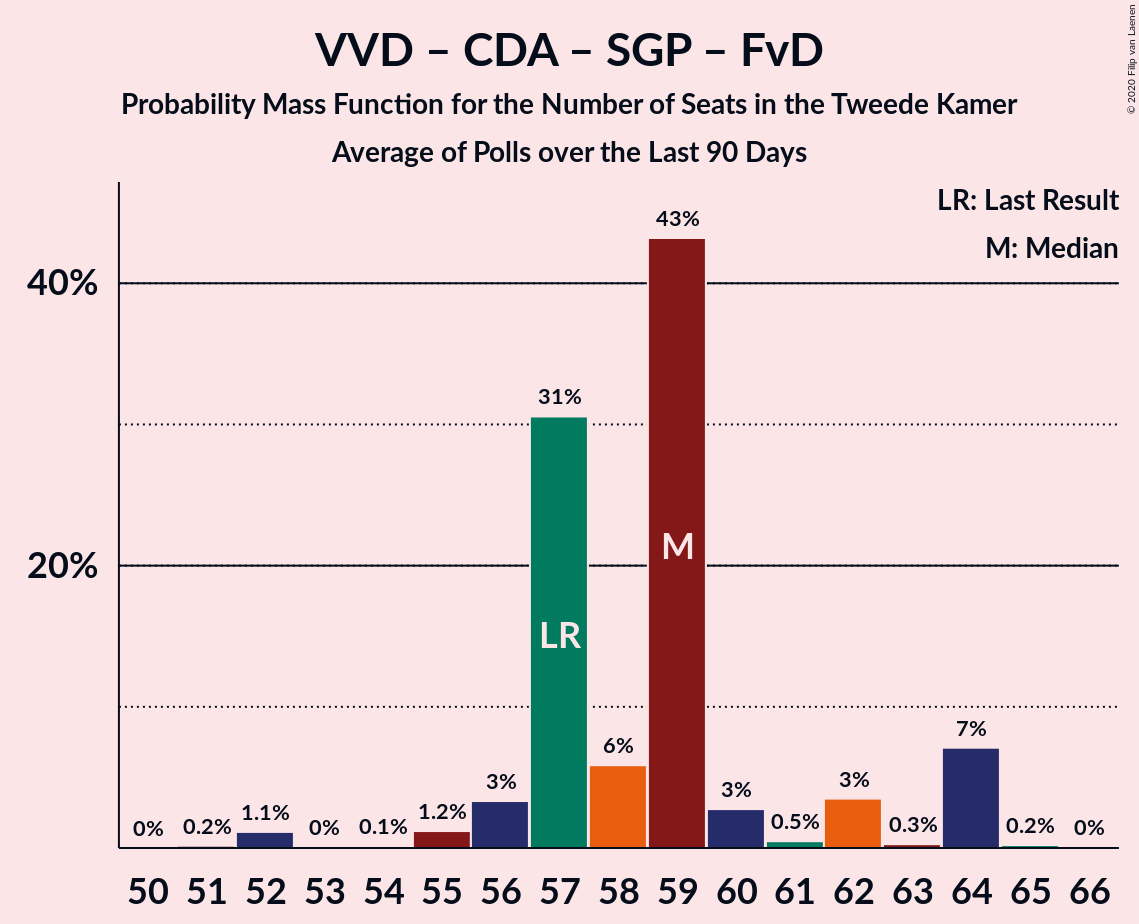 VVD – CDA – SGP – FvD
Probability Mass Function for the Number of Seats in the Tweede Kamer
Average of Polls over the Last 90 Days
© 2020 Filip van Laenen
LR: Last Result
M: Median
40%
20%
0%
0.2%
1.1%
0%
0.1%
1.2%
3%
31%
6%
43%
3%
0.5%
3%
0.3%
7%
0.2%
0%
LR
M
50 51 52 53 54 55 56 57 58 59 60 61 62 63 64 65 66